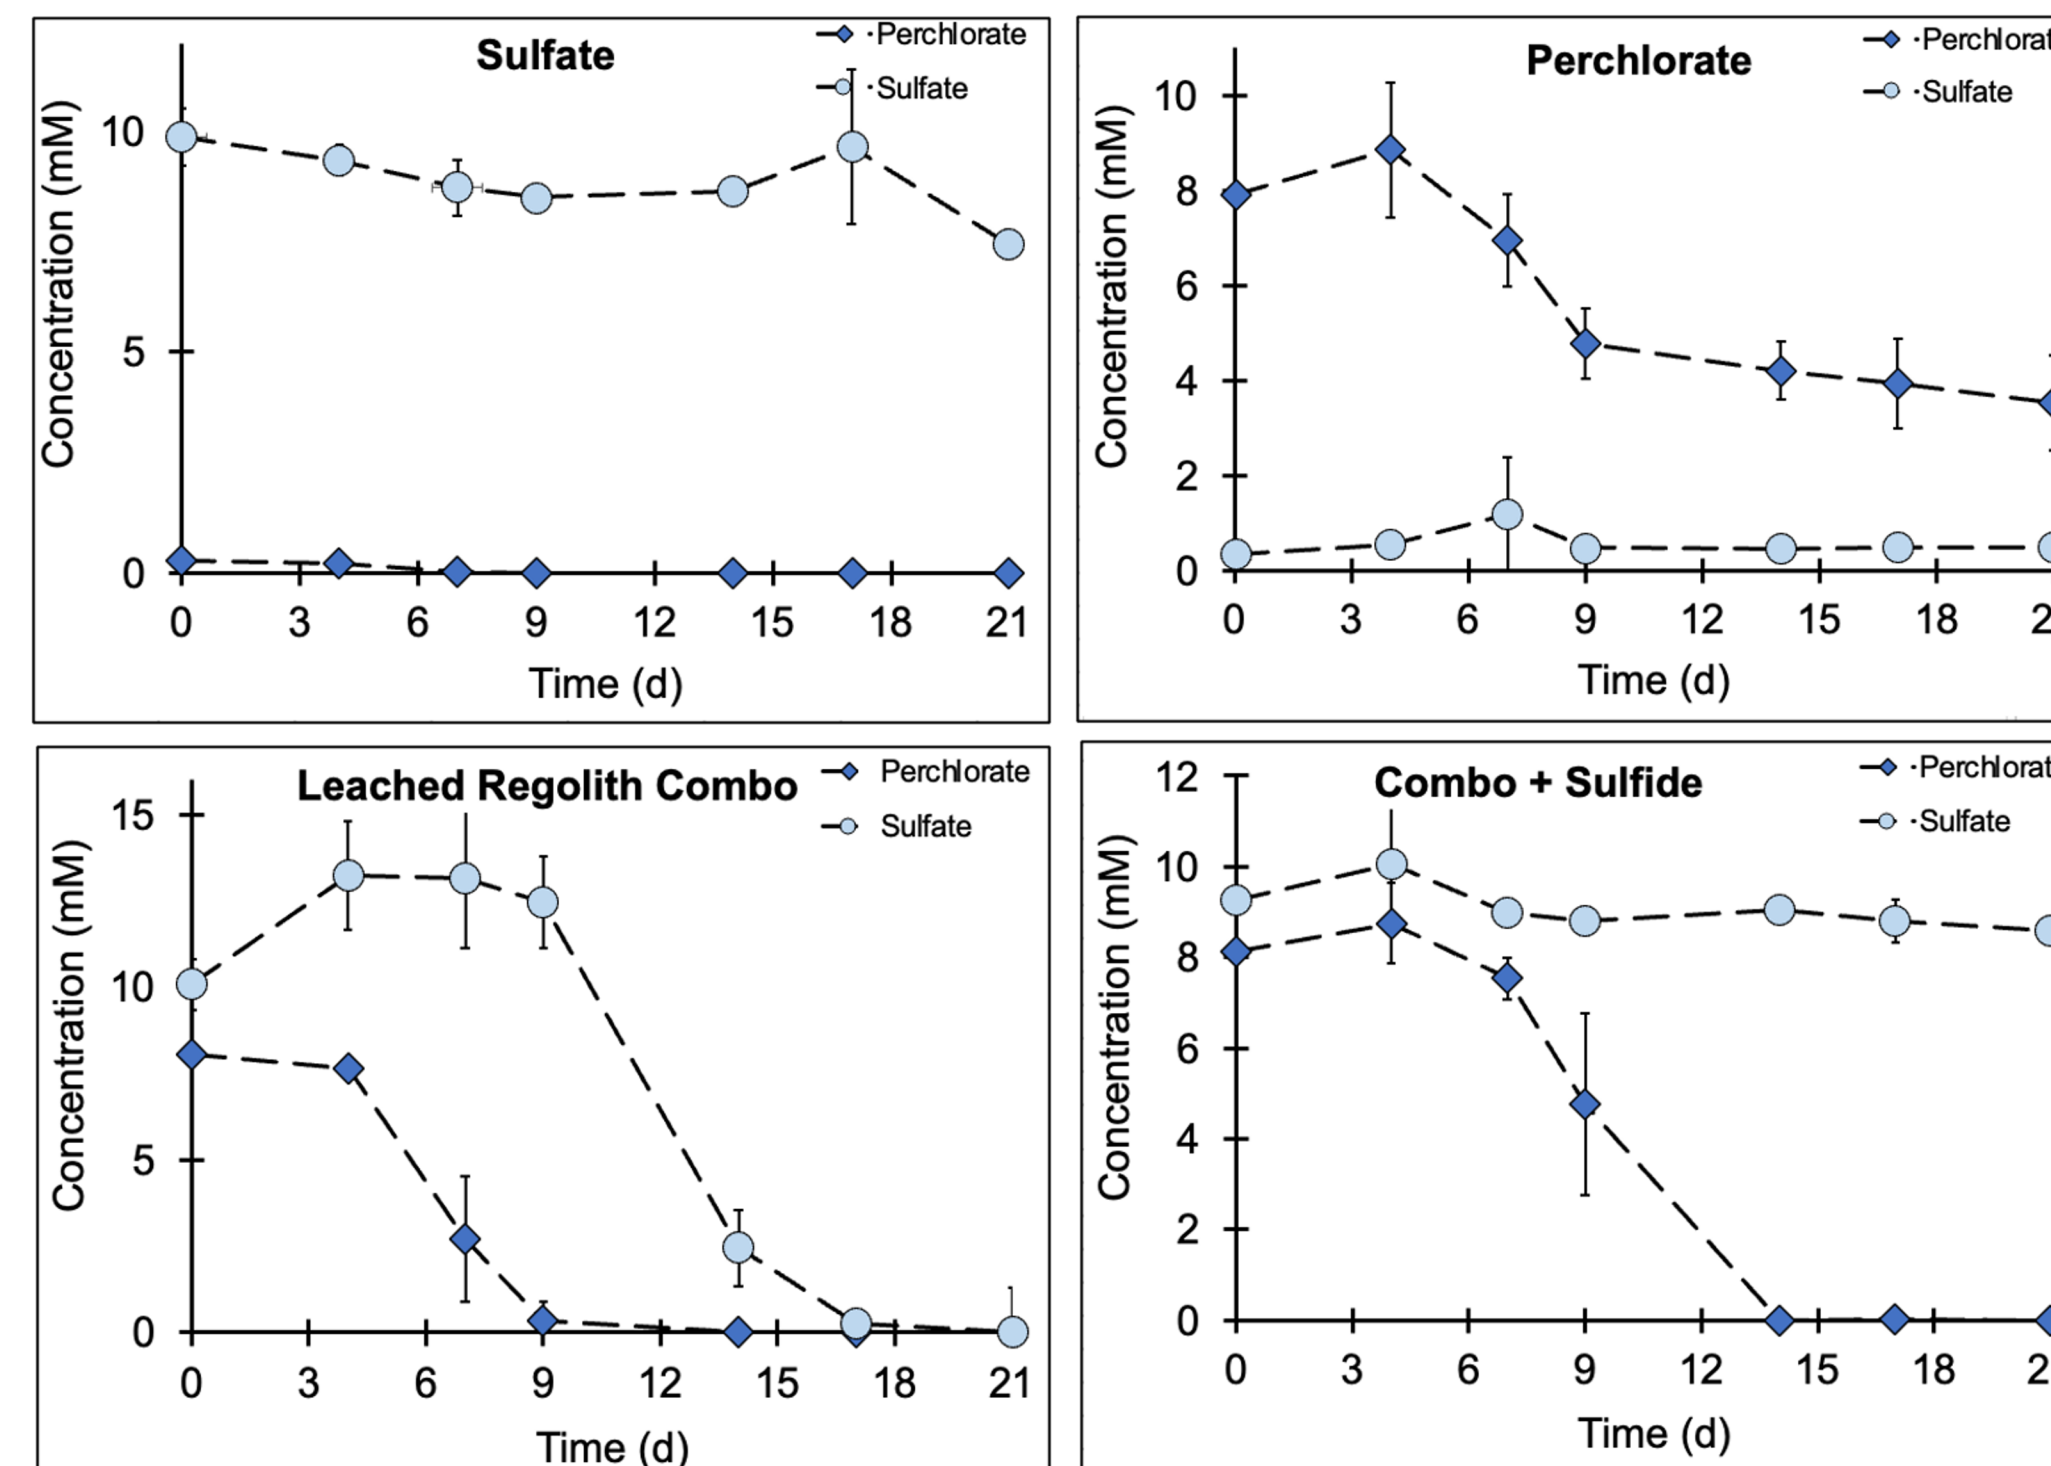 Sulfate
·Perchlorate
·Sulfate
Concentration (mM)
10
5
0
0 3 6 9 12 15 18 21
Time (d)
Perchlorate
·Perchlorat
·Sulfate
Concentration (mM)
10
8
6
4
2
0
0 3 6 9 12 15 18 2
Time (d)
Leached Regolith Combo
Perchlorate
Sulfate
Concentration (mM)
15
10
5
0
0 3 6 9 12 15 18 21
Time (d)
Combo + Sulfide
·Perchlorat
·Sulfate
Concentration (mM)
12
10
8
6
4
2
0
0 3 6 9 12 15 18 2
Time (d)